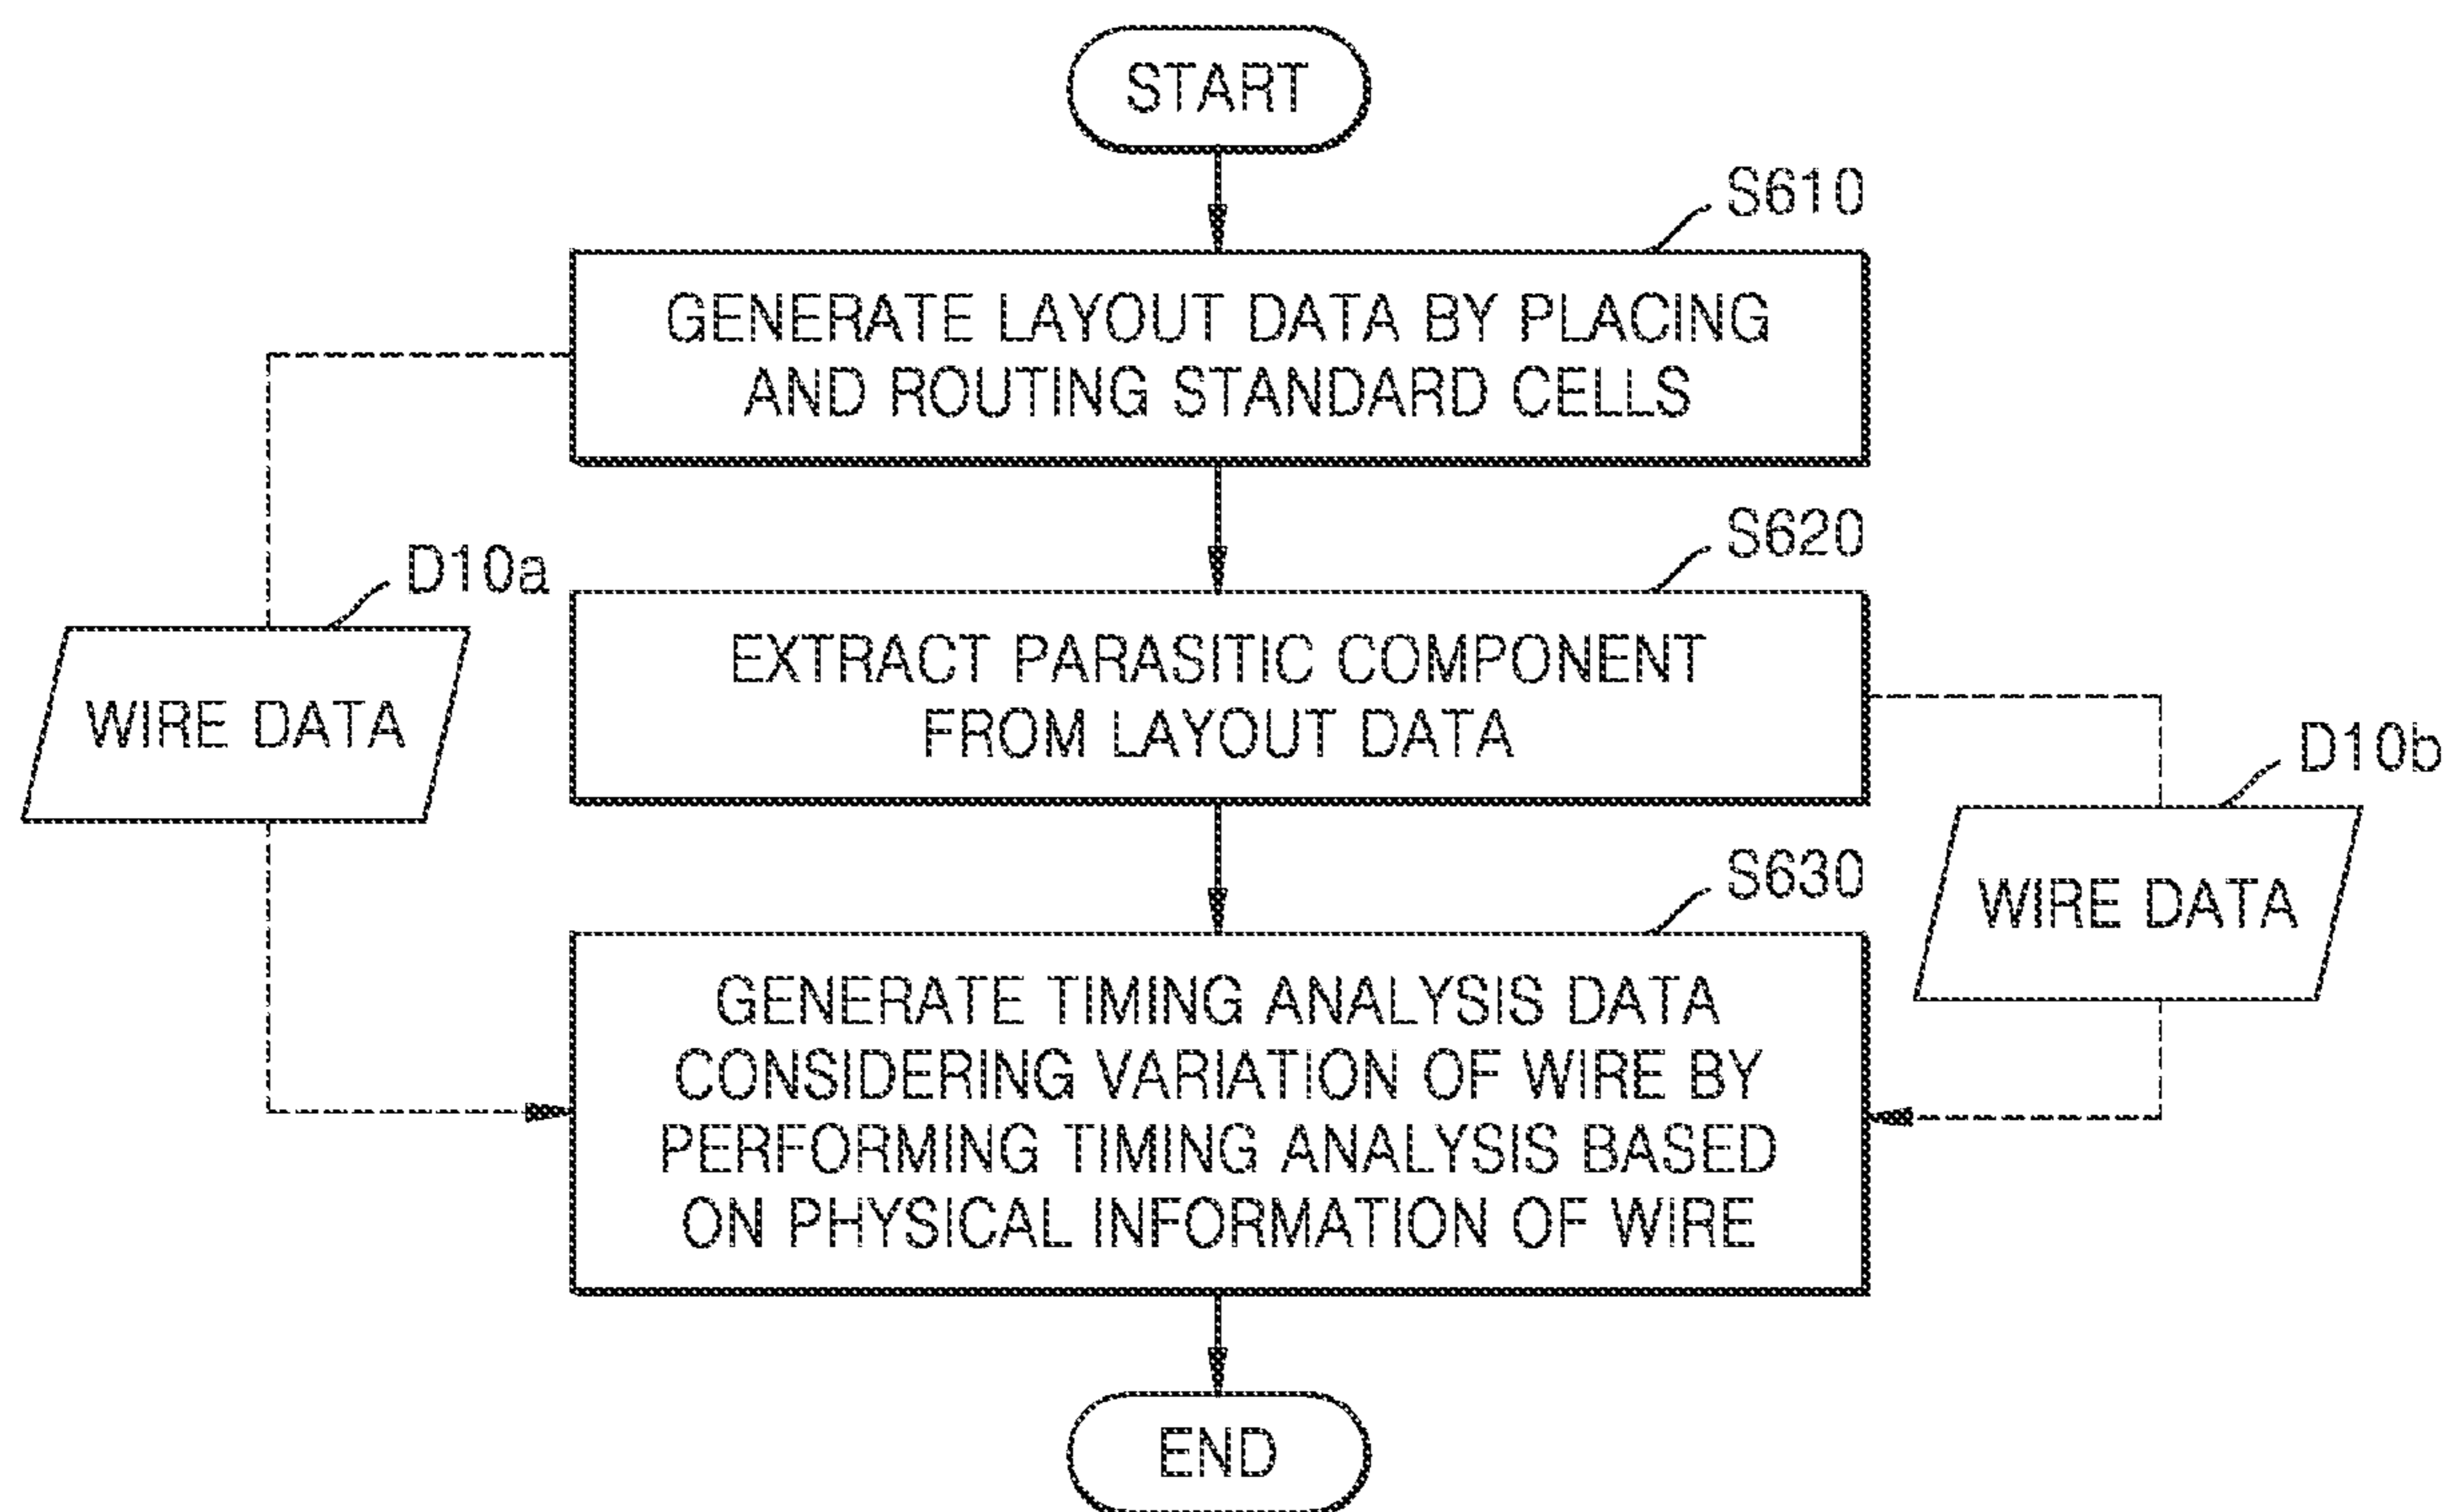 START
S610
GENERATE LAYOUT DATA BY PLACING
AND ROUTING STANDARD CELLS
S620
D10a
EXTRACT PARASITIC COMPONENT
FROM LAYOUT DATA
WIRE DATA
D10b
S630
WIRE DATA
GENERATE TIMING ANALYSIS DATA
CONSIDERING VARIATION OF WIRE BY
PERFORMING TIMING ANALYSIS BASED
ON PHYSICAL INFORMATION OF WIRE
END